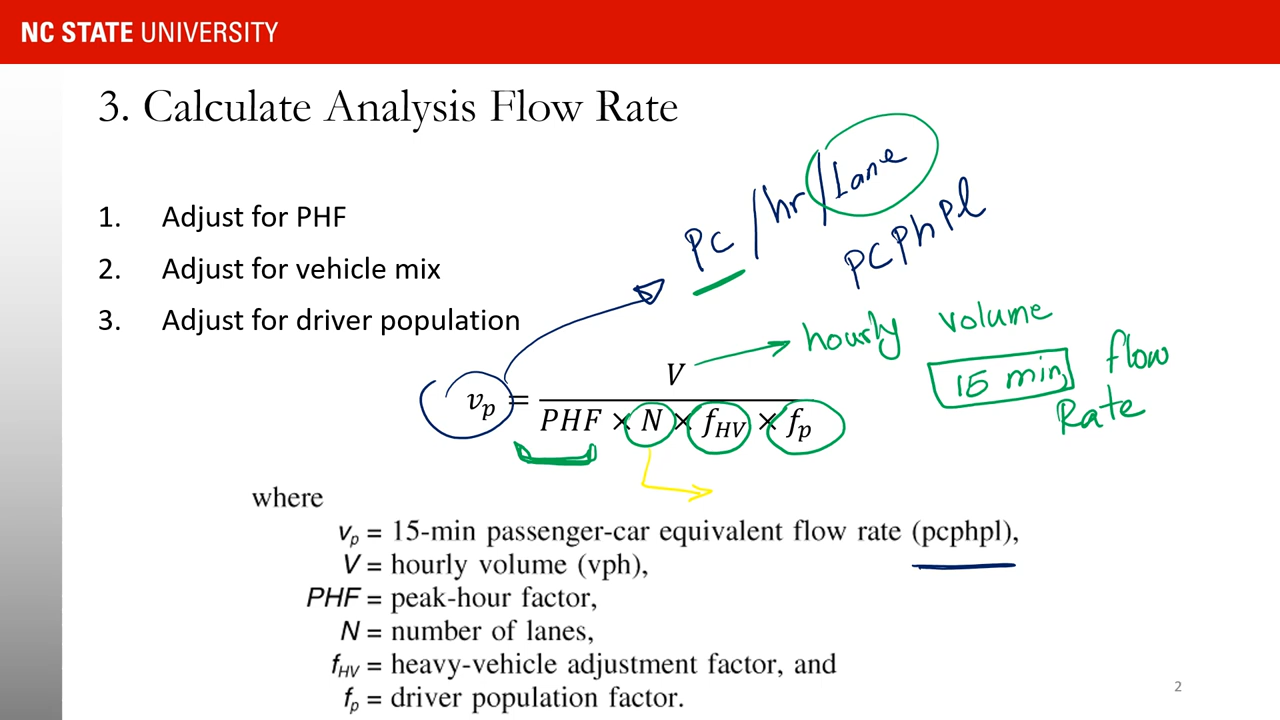 NC STATE UNIVERSITY
3. Calculate Analysis Flow Rate
1. Adjust for PHF
2. Adjust for vehicle mix
3. Adjust for driver population
PC/hr/Lane
PCPhPl
hourly volume
15 min flow
Rate
v_p = V / (PHF × N × f_HV × f_p)
where
v_p = 15-min passenger-car equivalent flow rate (pcphpl),
V = hourly volume (vph),
PHF = peak-hour factor,
N = number of lanes,
f_HV = heavy-vehicle adjustment factor, and
f_p = driver population factor.
2